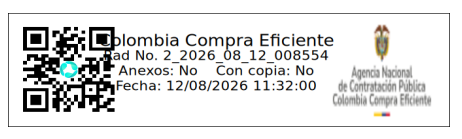 Colombia Compra Eficiente
Rad No. 2_2026_08_12_008554
Anexos: No Con copia: No
Fecha: 12/08/2026 11:32:00
Agencia Nacional
de Contratación Pública
Colombia Compra Eficiente